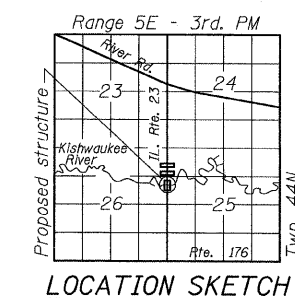 Range 5E - 3rd. PM
River Rd.
23
IL. Rte. 23
24
Proposed structure
Kishwaukee
River
26
25
Rte. 176
Twp. 44N
LOCATION SKETCH